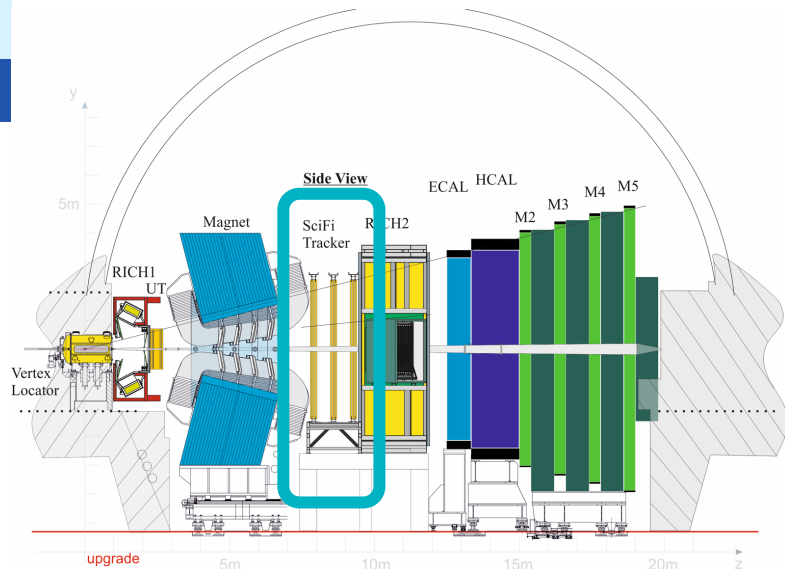 y
Side View
5m
ECAL
HCAL
M5
M4
M3
M2
Magnet
SciFi
Tracker
RICH2
RICH1
UT
Vertex
Locator
upgrade
5m
10m
15m
20m
z